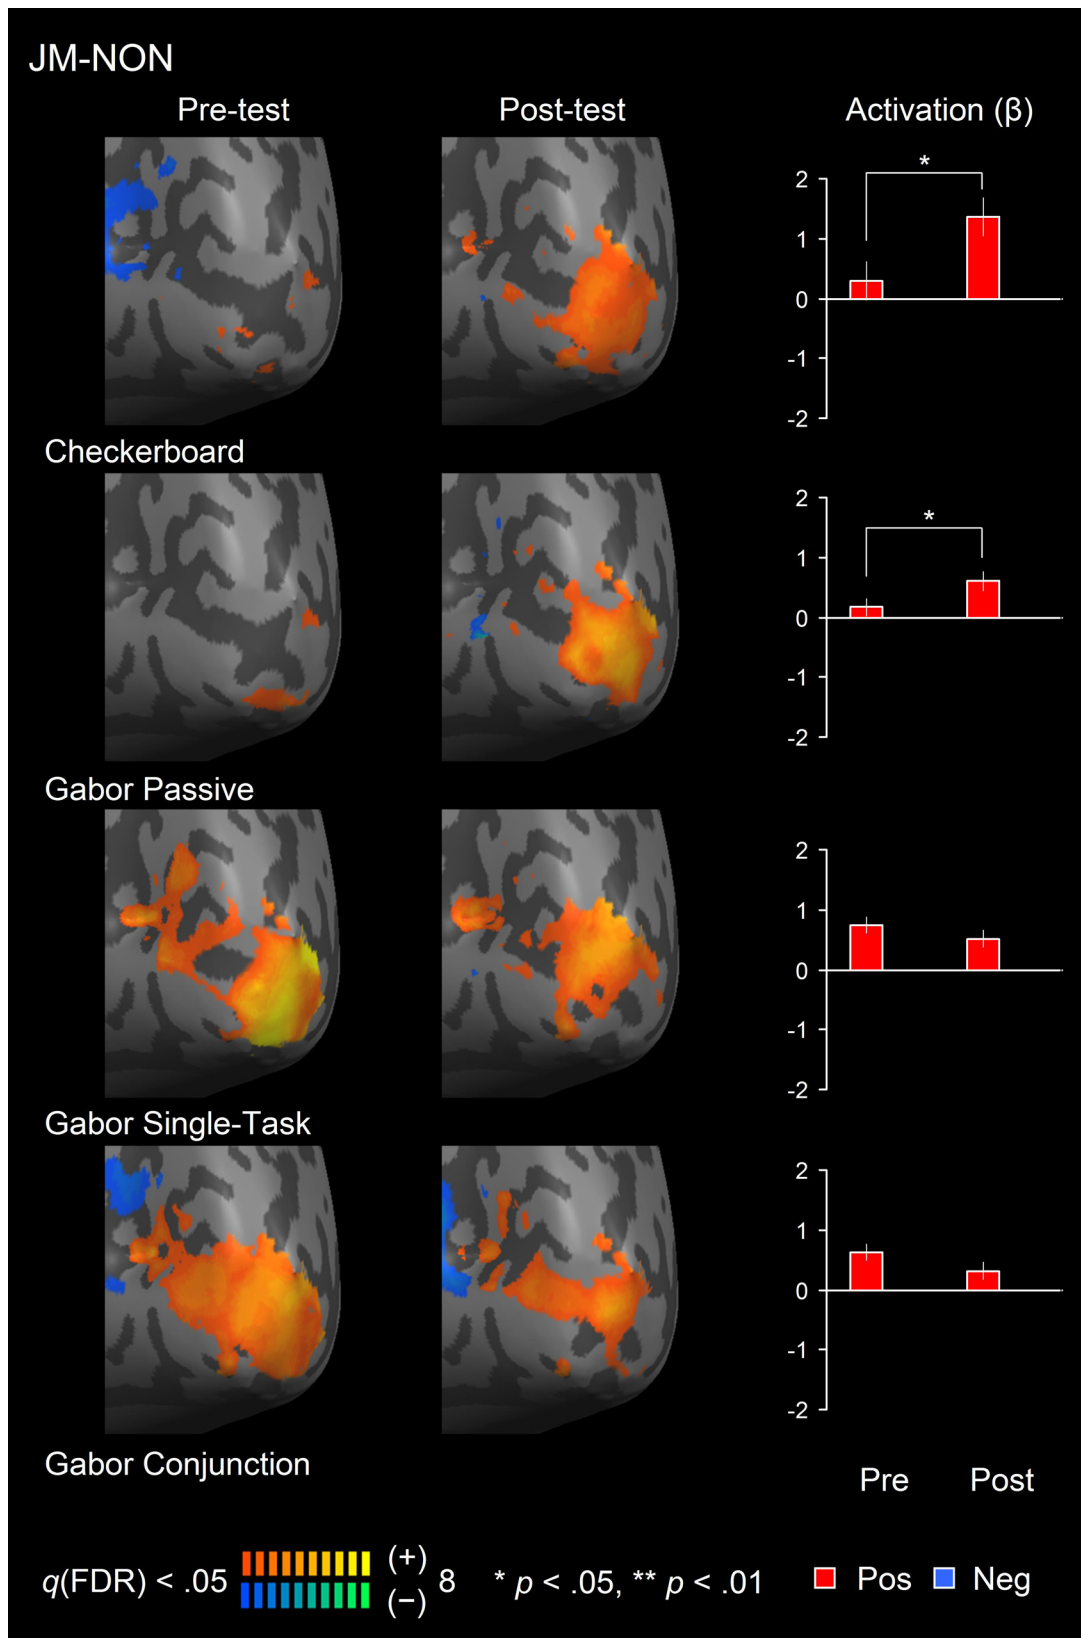 JM-NON
Pre-test Post-test Activation (β)
*
2
1
0
-1
-2
Checkerboard
*
2
1
0
-1
-2
Gabor Passive
2
1
0
-1
-2
Gabor Single-Task
2
1
0
-1
-2
Gabor Conjunction
Pre Post
q(FDR) < .05 (+) (−) 8 * p < .05, ** p < .01 Pos Neg